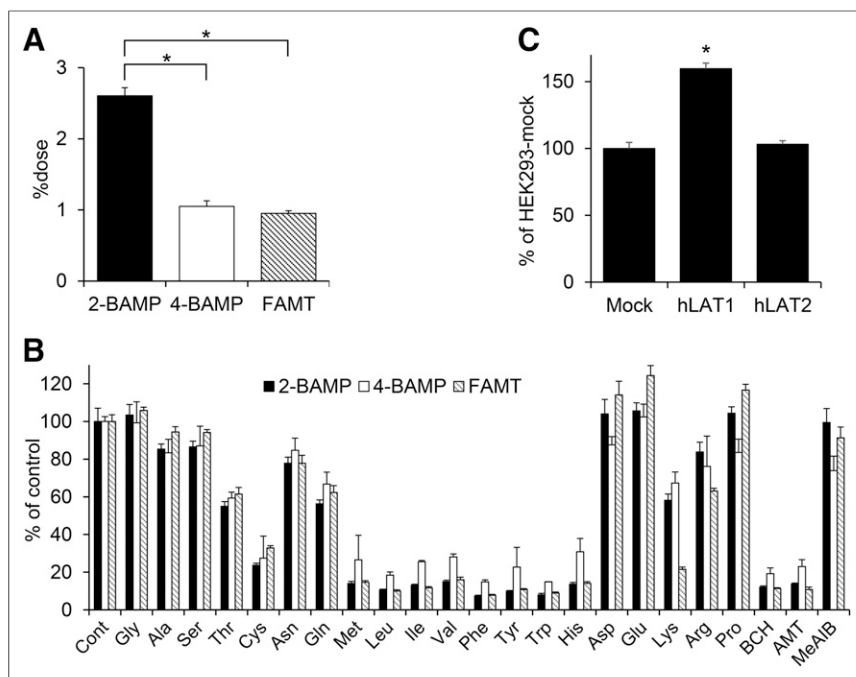 A
*
*
3
2
1
0
%dose
2-BAMP
4-BAMP
FAMT
C
*
150
100
50
0
% of HEK293-mock
Mock
hLAT1
hLAT2
B
2-BAMP
4-BAMP
FAMT
120
100
80
60
40
20
0
% of control
Cont
Gly
Ala
Ser
Thr
Cys
Asn
Gln
Met
Leu
Ile
Val
Phe
Tyr
Trp
His
Asp
Glu
Lys
Arg
Pro
BCH
AMT
MeAIB